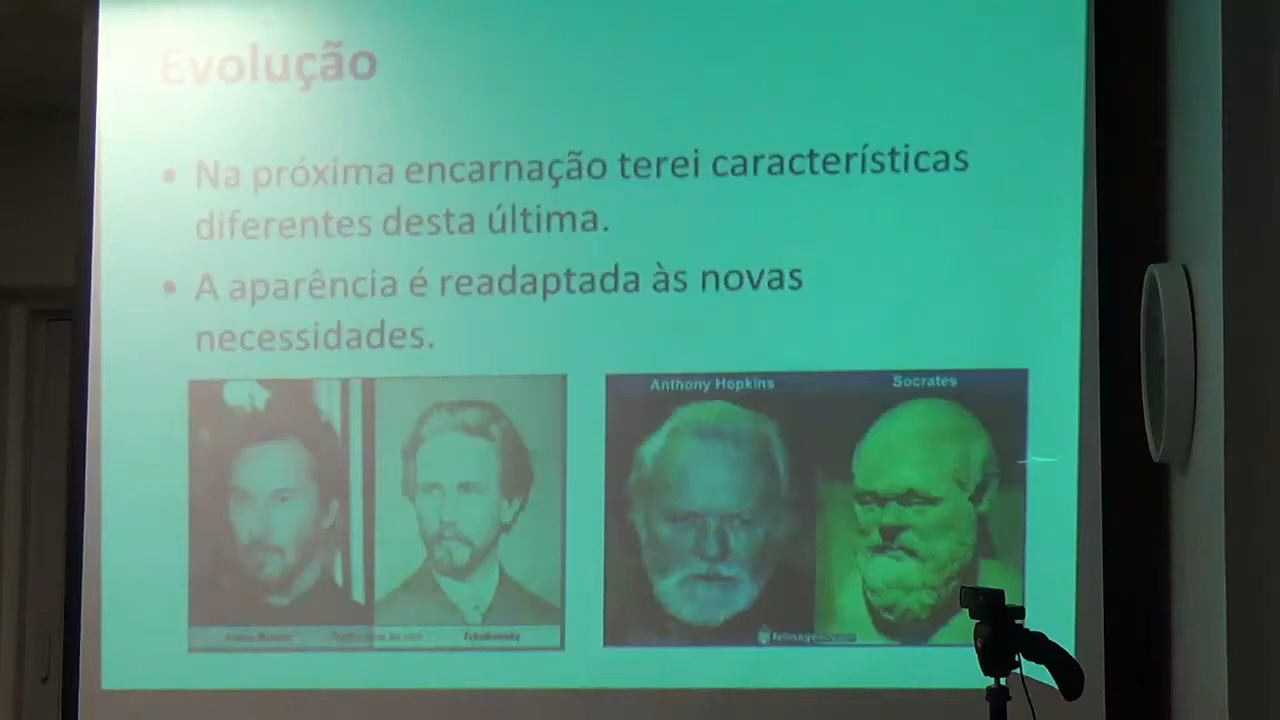 Evolução
• Na próxima encarnação terei características
diferentes desta última.
• A aparência é readaptada às novas
necessidades.
Anthony Hopkins Socrates
Tchaikovsky